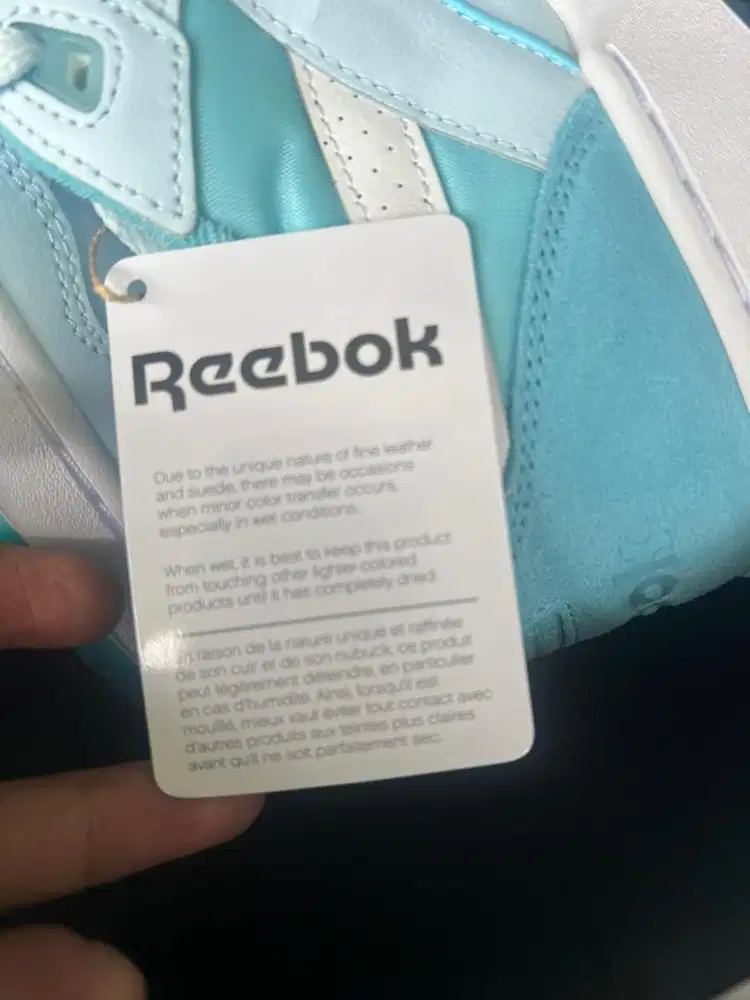 Reebok
Due to the unique nature of fine leather
and suede, there may be occasions
when minor color transfer occurs,
especially in wet conditions.
When wet, it is best to keep this product
from touching other lighter colored
products until it has completely dried.
En raison de la nature unique et raffinée
de son cuir et de son nubuck, ce produit
peut légèrement déteindre, en particulier
en cas d'humidité. Ainsi, lorsqu'il est
mouillé, mieux vaut éviter tout contact avec
d'autres produits aux teintes plus claires
avant qu'il ne soit parfaitement sec.